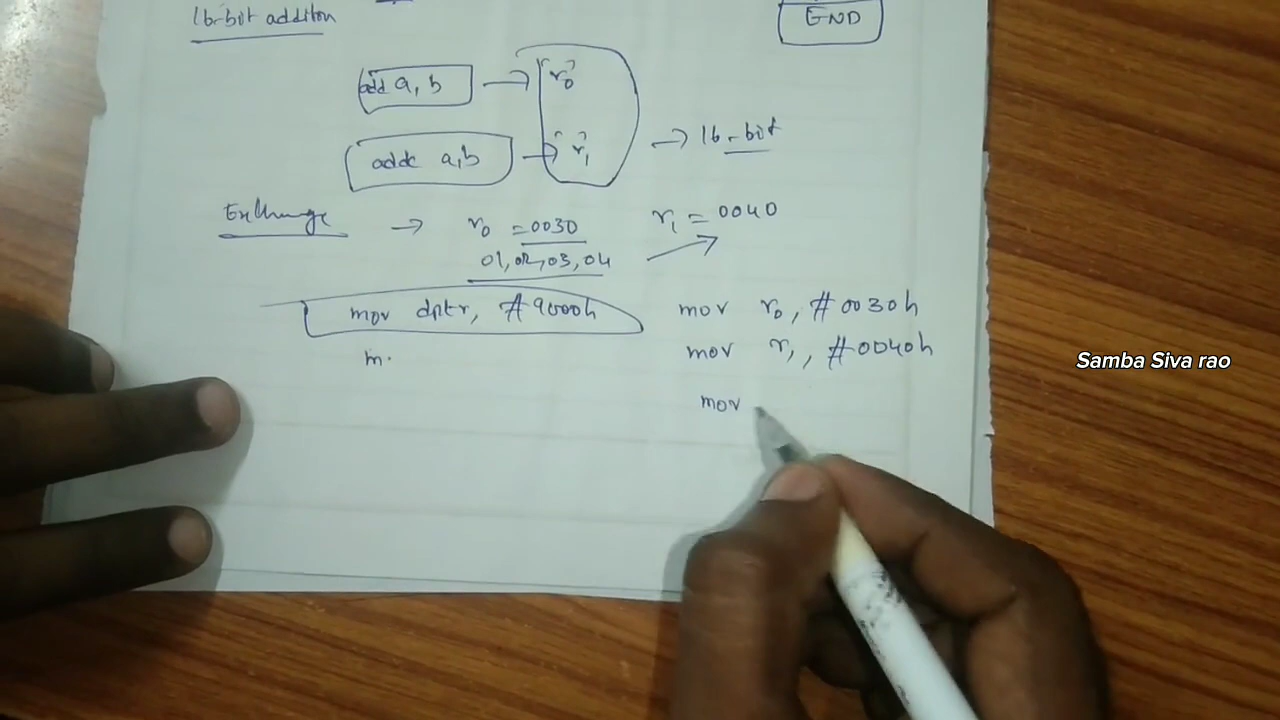 16-bit addition
END
add a, b → r0
addc a, b → r1 → 16-bit
Exchange → r0 = 0030 r1 = 0040
01, 02, 03, 04
mov dptr, #9000h
mov r0, #0030h
m.
mov r1, #0040h
mov
Samba Siva rao